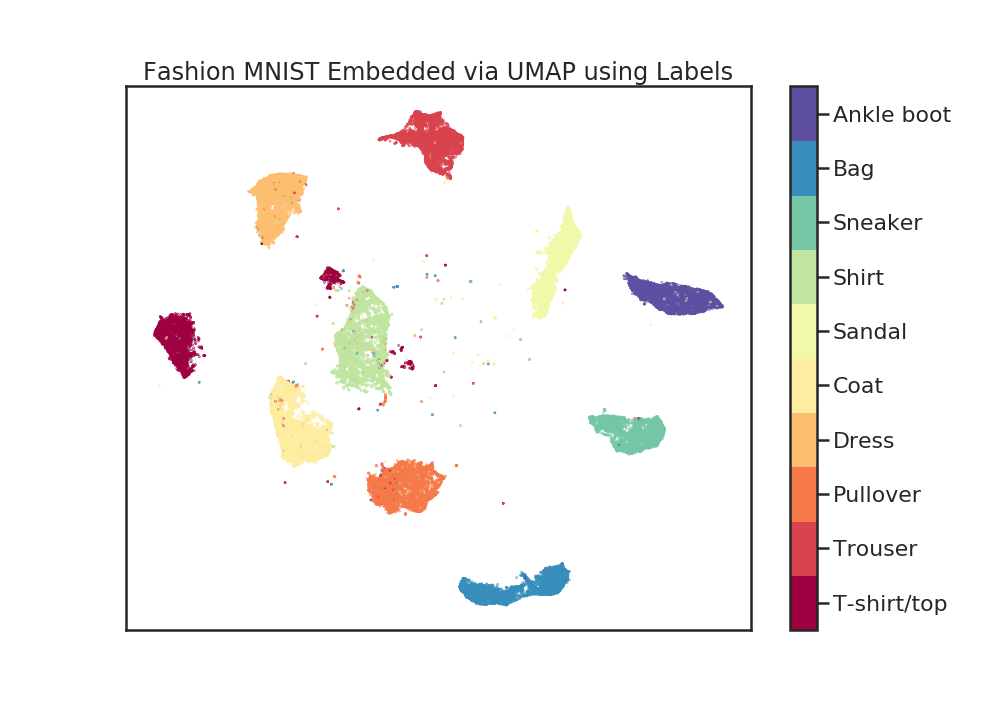 Fashion MNIST Embedded via UMAP using Labels
Ankle boot
Bag
Sneaker
Shirt
Sandal
Coat
Dress
Pullover
Trouser
T-shirt/top